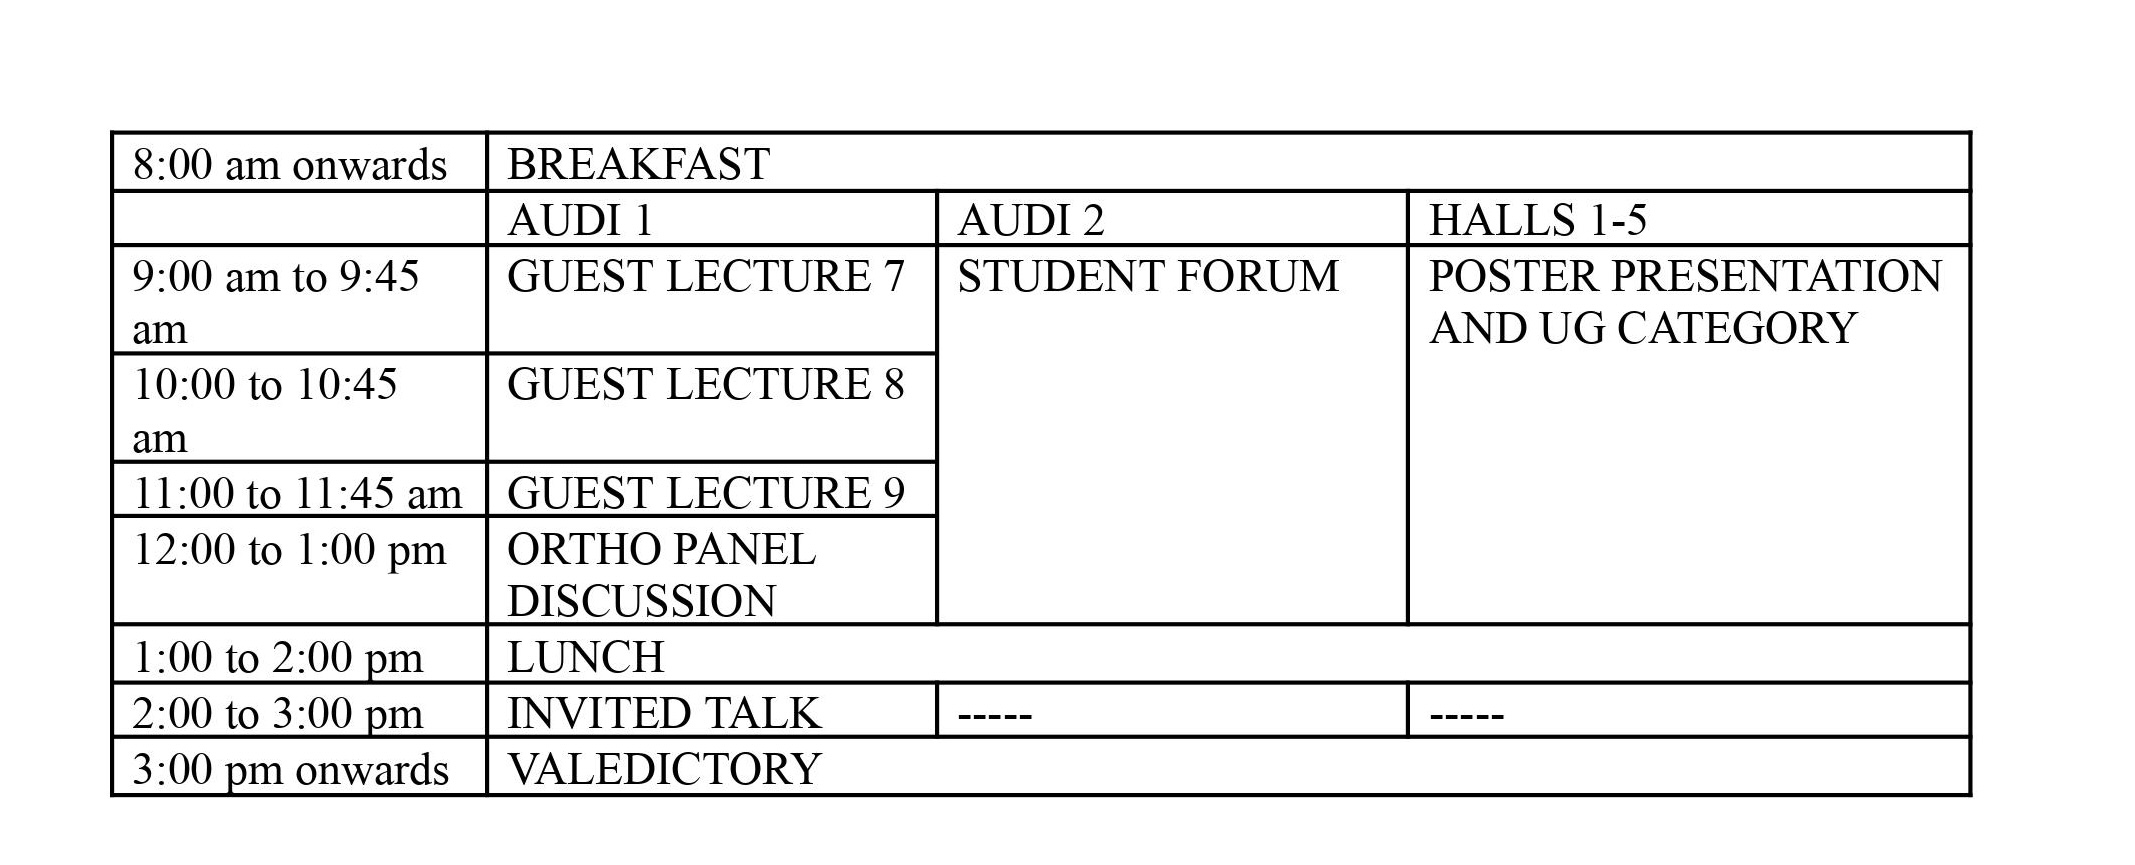 8:00 am onwards BREAKFAST
AUDI 1 AUDI 2 HALLS 1-5
9:00 am to 9:45 GUEST LECTURE 7 STUDENT FORUM POSTER PRESENTATION
am AND UG CATEGORY
10:00 to 10:45 GUEST LECTURE 8
am
11:00 to 11:45 am GUEST LECTURE 9
12:00 to 1:00 pm ORTHO PANEL
DISCUSSION
1:00 to 2:00 pm LUNCH
2:00 to 3:00 pm INVITED TALK ----- -----
3:00 pm onwards VALEDICTORY